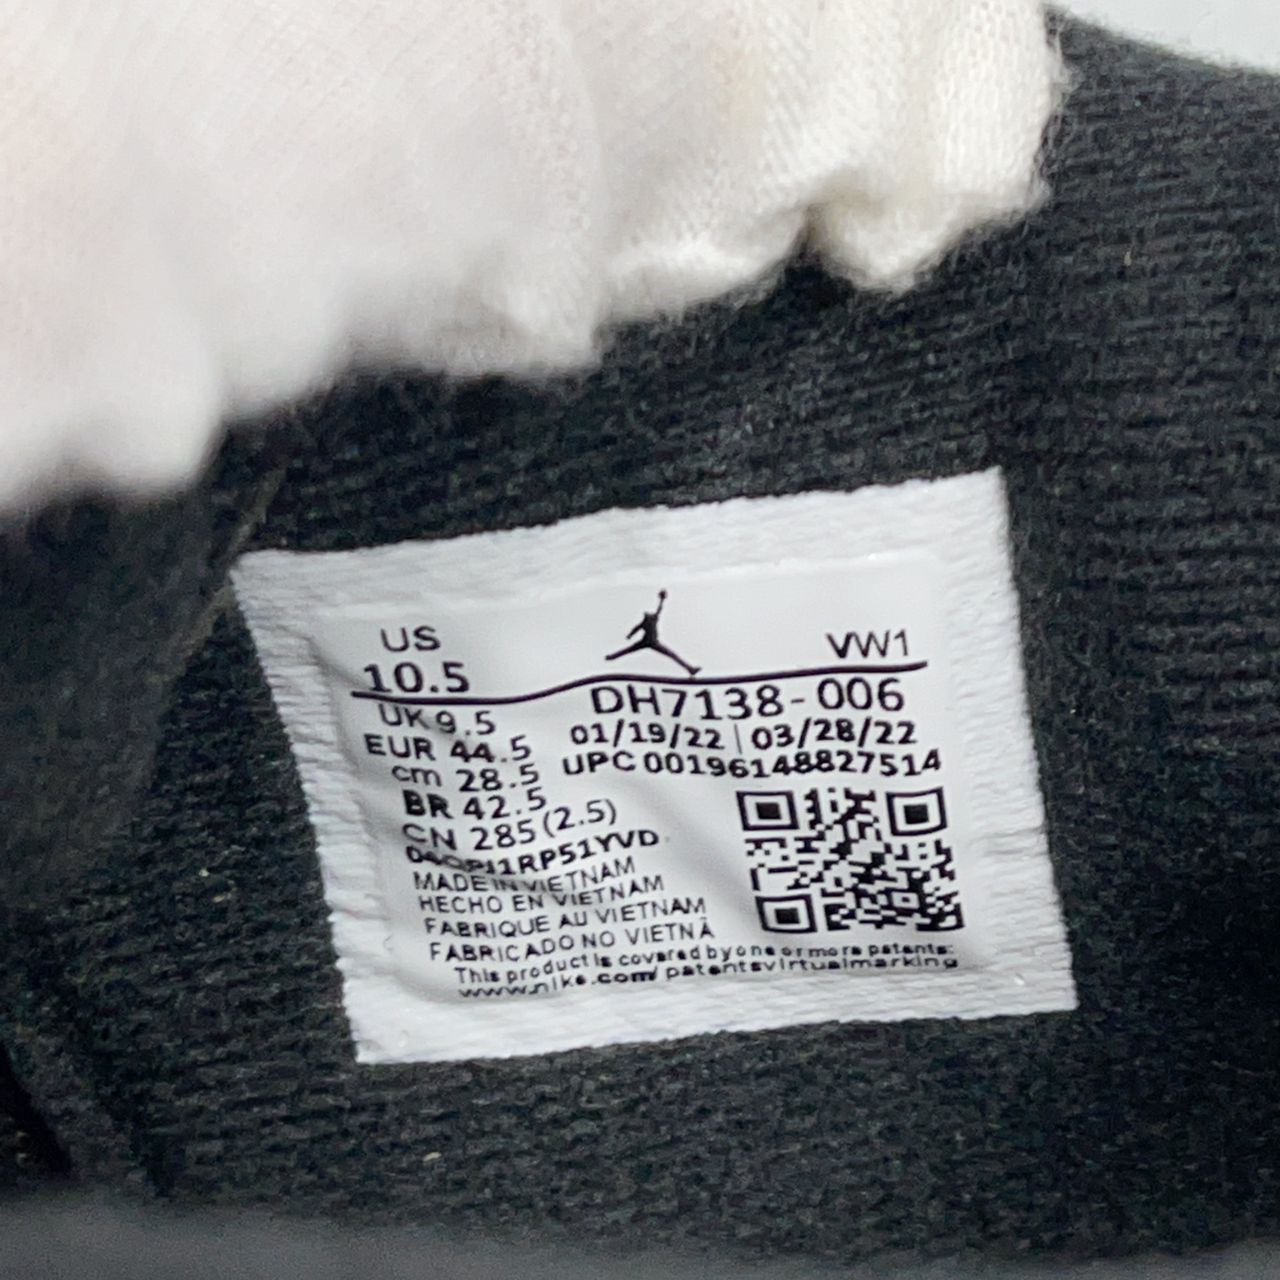 US
10.5
VW1
DH7138-006
UK 9.5
01/19/22 | 03/28/22
EUR 44.5
UPC 00196148827514
cm 28.5
BR 42.5
CN 285 (2.5)
MADE IN VIETNAM
HECHO EN VIETNAM
FABRIQUE AU VIETNAM
FABRICADO NO VIETNÃ
This product is covered by one or more patents:
www.nike.com/patentsvirtualmarking